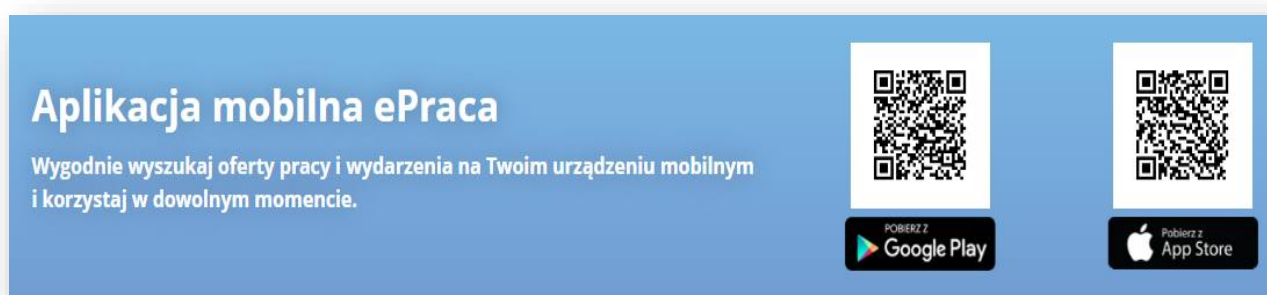 Aplikacja mobilna ePraca
Wygodnie wyszukaj oferty pracy i wydarzenia na Twoim urządzeniu mobilnym
i korzystaj w dowolnym momencie.
POBIERZ Z
Google Play
Pobierz z
App Store